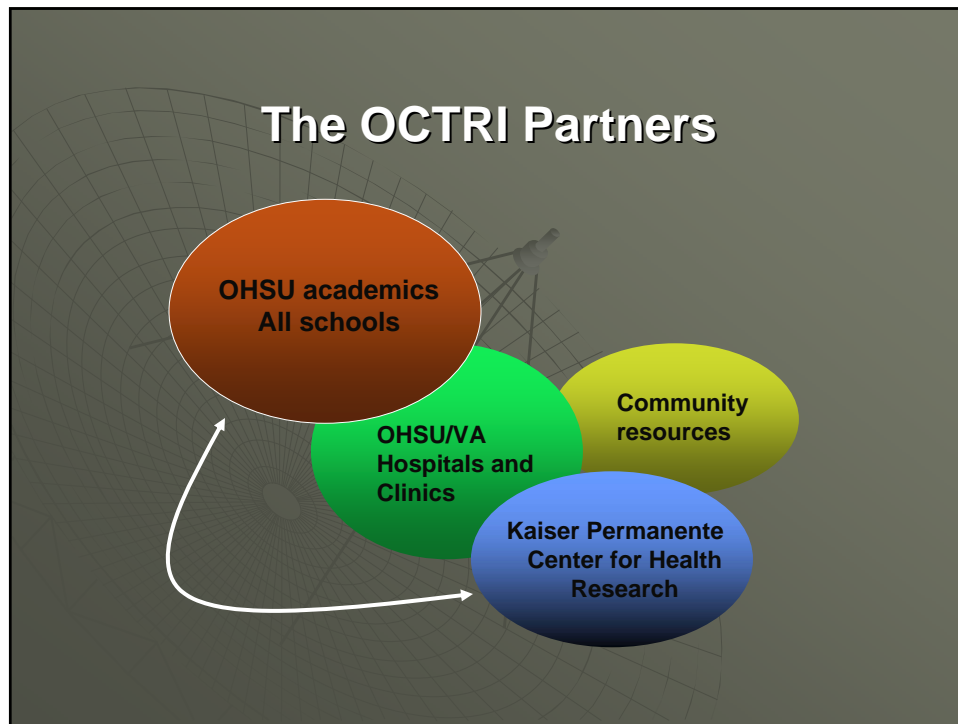 The OCTRI Partners
OHSU academics
All schools
OHSU/VA
Hospitals and
Clinics
Community
resources
Kaiser Permanente
Center for Health
Research